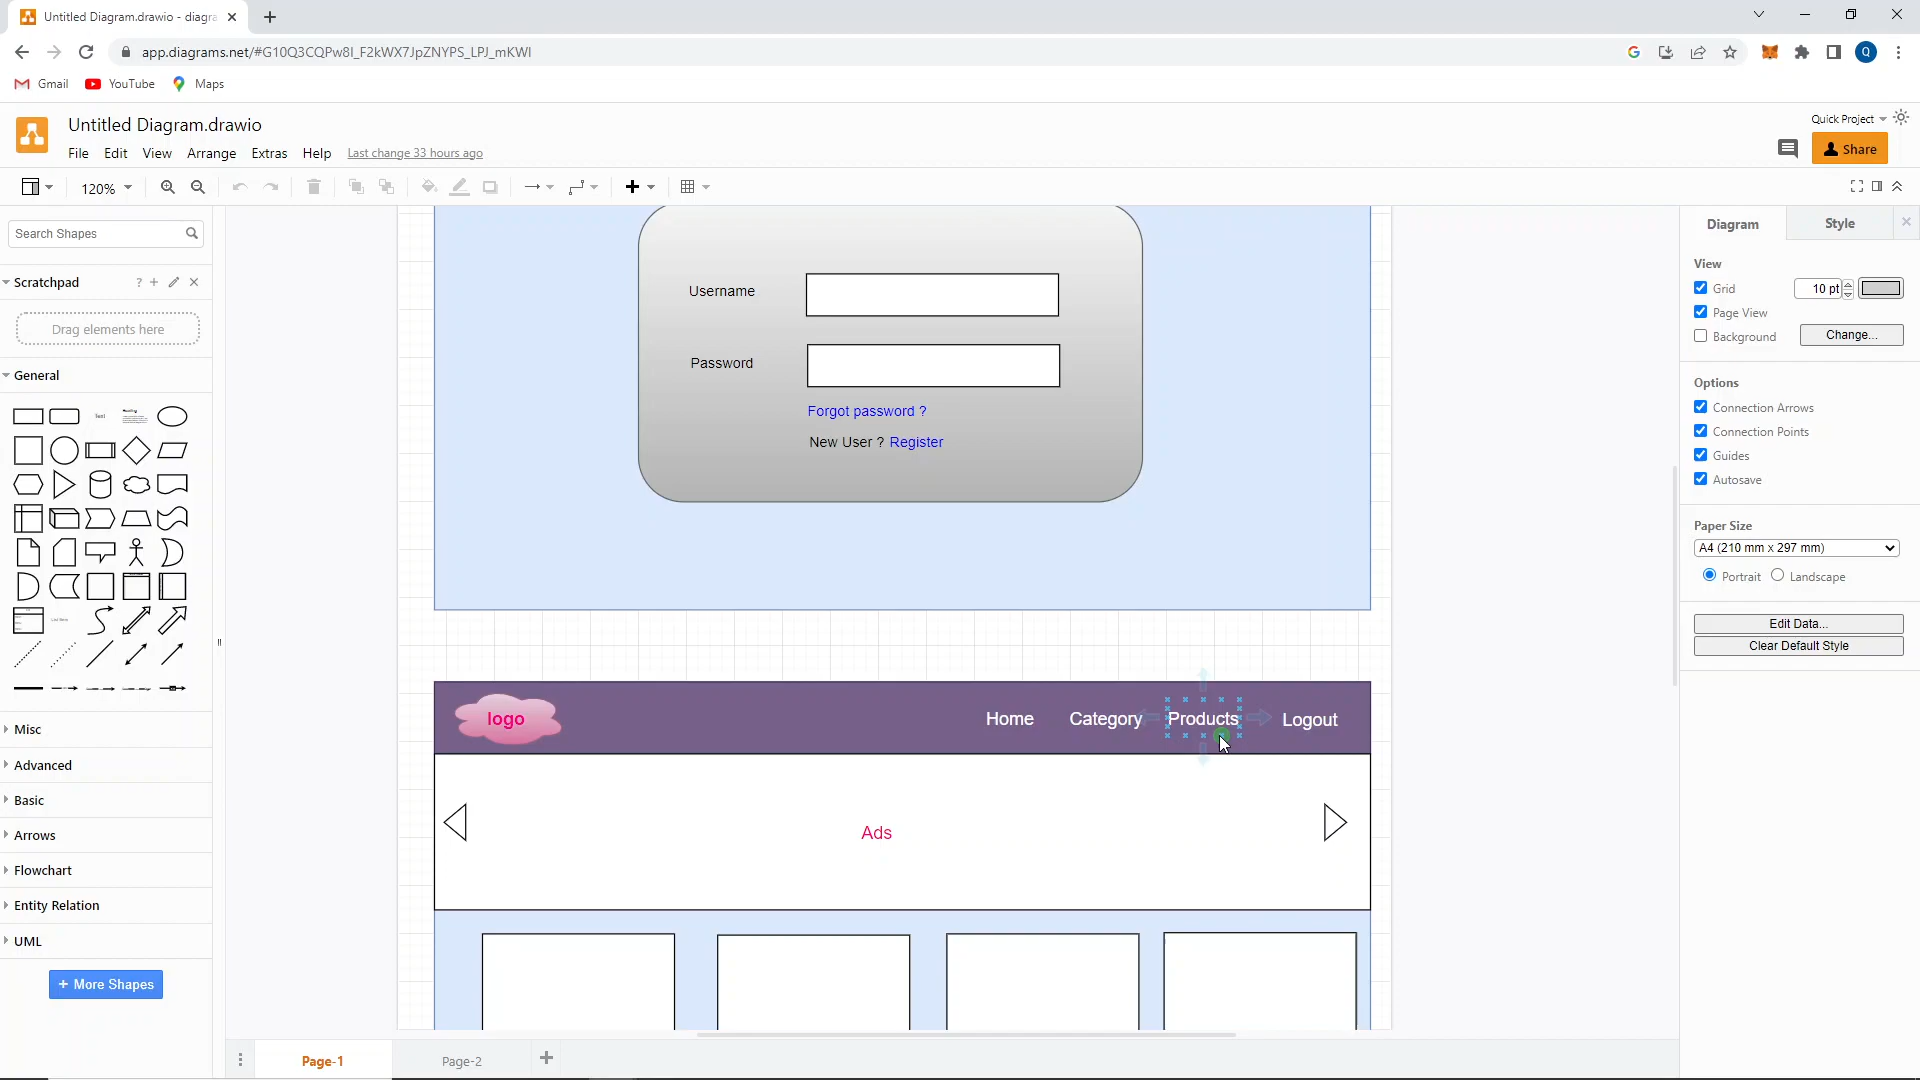 Untitled Diagram.drawio - diagra
app.diagrams.net/#G10Q3CQPw8I_F2kWX7JpZNYPS_LPJ_mKWI
Q
Gmail YouTube Maps
Untitled Diagram.drawio
Quick Project
File Edit View Arrange Extras Help Last change 33 hours ago
Share
120%
Search Shapes
Scratchpad
?
Drag elements here
General
Text
Heading
Misc
Advanced
Basic
Arrows
Flowchart
Entity Relation
UML
+ More Shapes
Username
Password
Forgot password ?
New User ? Register
logo
Home Category Products Logout
Ads
Page-1 Page-2
Diagram Style
View
Grid 10 pt
Page View
Background Change...
Options
Connection Arrows
Connection Points
Guides
Autosave
Paper Size
A4 (210 mm x 297 mm)
Portrait Landscape
Edit Data...
Clear Default Style